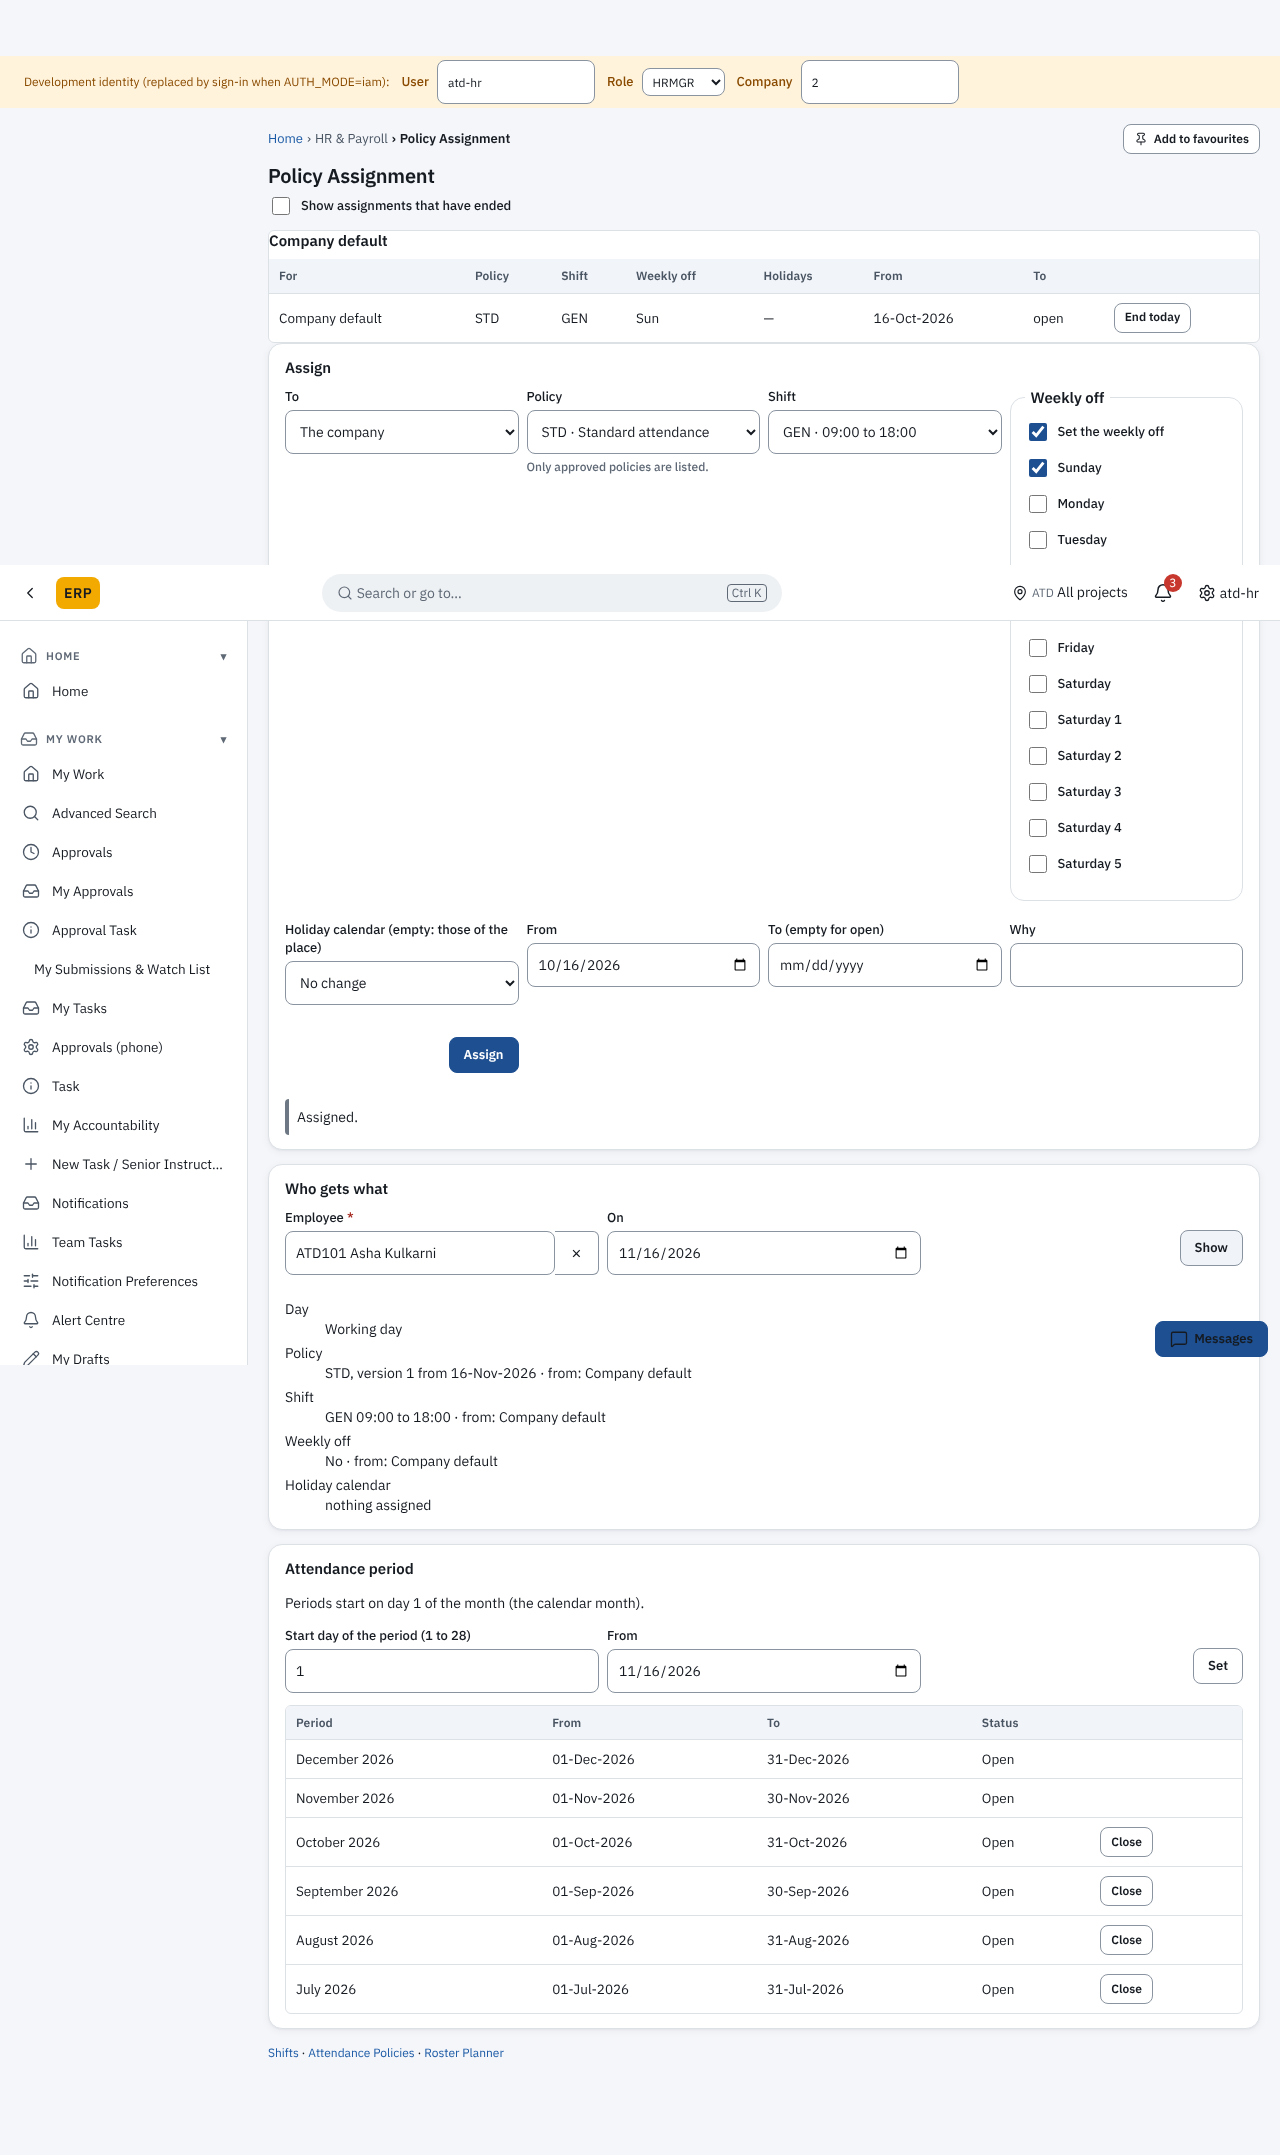 Development identity (replaced by sign-in when AUTH_MODE=iam): User atd-hr Role HRMGR Company 2
Home › HR & Payroll › Policy Assignment
Add to favourites
Policy Assignment
Show assignments that have ended
Company default
For Policy Shift Weekly off Holidays From To
Company default STD GEN Sun — 16-Oct-2026 open End today
Assign
To Policy Shift Weekly off
The company STD · Standard attendance GEN · 09:00 to 18:00
Only approved policies are listed.
Set the weekly off
Sunday
Monday
Tuesday
ERP Search or go to... Ctrl K ATD All projects 3 atd-hr
Friday
Saturday
Saturday 1
Saturday 2
Saturday 3
Saturday 4
Saturday 5
HOME ▾
Home
MY WORK ▾
My Work
Advanced Search
Approvals
My Approvals
Approval Task
My Submissions & Watch List
My Tasks
Approvals (phone)
Task
My Accountability
New Task / Senior Instruct...
Notifications
Team Tasks
Notification Preferences
Alert Centre
My Drafts
Holiday calendar (empty: those of the place) From To (empty for open) Why
No change 10/16/2026 mm/dd/yyyy
Assign
Assigned.
Who gets what
Employee * On
ATD101 Asha Kulkarni × 11/16/2026 Show
Day
Working day
Messages
Policy
STD, version 1 from 16-Nov-2026 · from: Company default
Shift
GEN 09:00 to 18:00 · from: Company default
Weekly off
No · from: Company default
Holiday calendar
nothing assigned
Attendance period
Periods start on day 1 of the month (the calendar month).
Start day of the period (1 to 28) From
1 11/16/2026 Set
Period From To Status
December 2026 01-Dec-2026 31-Dec-2026 Open
November 2026 01-Nov-2026 30-Nov-2026 Open
October 2026 01-Oct-2026 31-Oct-2026 Open Close
September 2026 01-Sep-2026 30-Sep-2026 Open Close
August 2026 01-Aug-2026 31-Aug-2026 Open Close
July 2026 01-Jul-2026 31-Jul-2026 Open Close
Shifts · Attendance Policies · Roster Planner